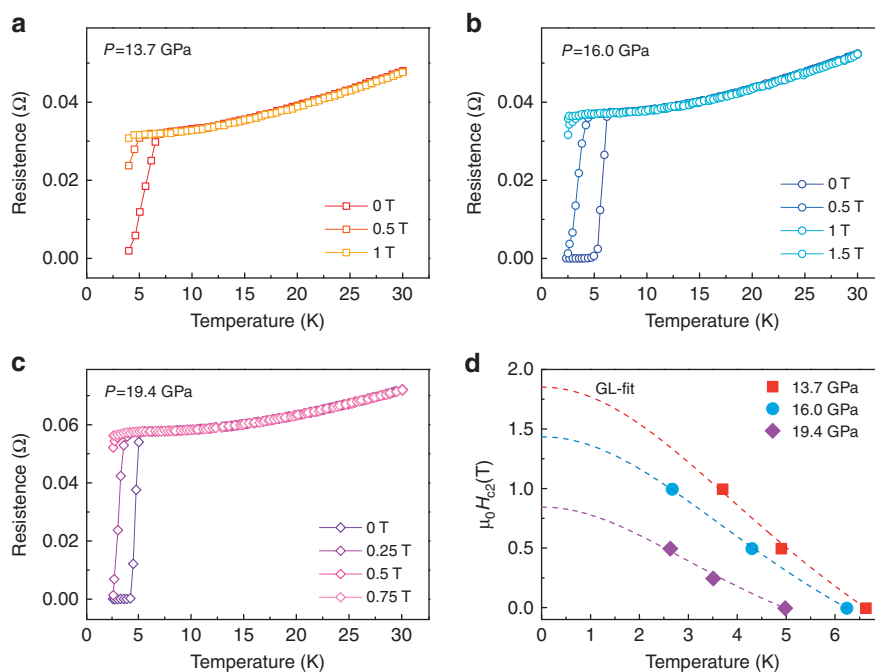 a
P=13.7 GPa
Resistence (Ω)
0.04
0.02
0.00
0 T
0.5 T
1 T
0 5 10 15 20 25 30
Temperature (K)
b
P=16.0 GPa
Resistence (Ω)
0.04
0.02
0.00
0 T
0.5 T
1 T
1.5 T
0 5 10 15 20 25 30
Temperature (K)
c
P=19.4 GPa
Resistence (Ω)
0.06
0.03
0.00
0 T
0.25 T
0.5 T
0.75 T
0 5 10 15 20 25 30
Temperature (K)
d
GL-fit
13.7 GPa
16.0 GPa
19.4 GPa
μ0Hc2(T)
2.0
1.5
1.0
0.5
0.0
0 1 2 3 4 5 6
Temperature (K)